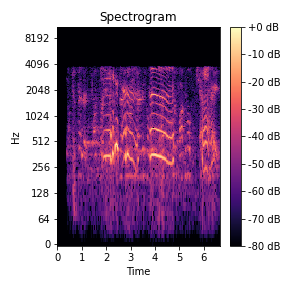 Spectrogram
8192
4096
2048
1024
512
256
128
64
0
Hz
0 1 2 3 4 5 6
Time
+0 dB
-10 dB
-20 dB
-30 dB
-40 dB
-50 dB
-60 dB
-70 dB
-80 dB